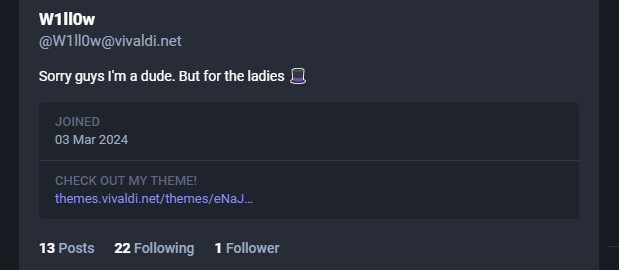 W1ll0w
@W1ll0w@vivaldi.net
Sorry guys I'm a dude. But for the ladies 🎩
JOINED
03 Mar 2024
CHECK OUT MY THEME!
themes.vivaldi.net/themes/eNaJ...
13 Posts 22 Following 1 Follower